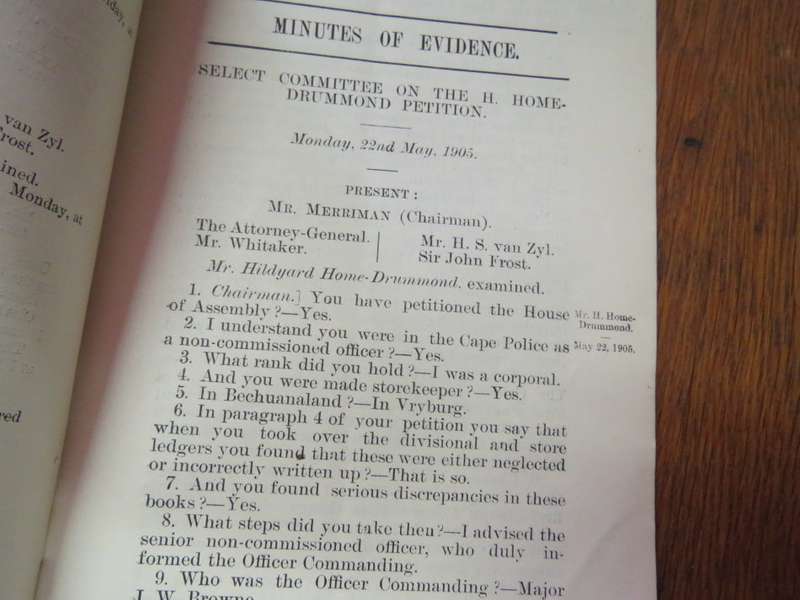 van Zyl.
Frost.
ined.
Monday, at
MINUTES OF EVIDENCE.
SELECT COMMITTEE ON THE H. HOME-
DRUMMOND PETITION.
Monday, 22nd May, 1905.
PRESENT:
MR. MERRIMAN (Chairman).
The Attorney-General.
Mr. Whitaker.
Mr. H. S. van Zyl.
Sir John Frost.
Mr. Hildyard Home-Drummond, examined.
1. Chairman.] You have petitioned the House
of Assembly?—Yes.
2. I understand you were in the Cape Police as
a non-commissioned officer?—Yes.
3. What rank did you hold?—I was a corporal.
4. And you were made storekeeper?—Yes.
5. In Bechuanaland?—In Vryburg.
6. In paragraph 4 of your petition you say that
when you took over the divisional and store
ledgers you found that these were either neglected
or incorrectly written up?—That is so.
7. And you found serious discrepancies in these
books?—Yes.
8. What steps did you take then?—I advised the
senior non-commissioned officer, who duly in-
formed the Officer Commanding.
9. Who was the Officer Commanding?—Major
J. W. Browne
Mr. H. Home-
Drummond.
May 22, 1905.